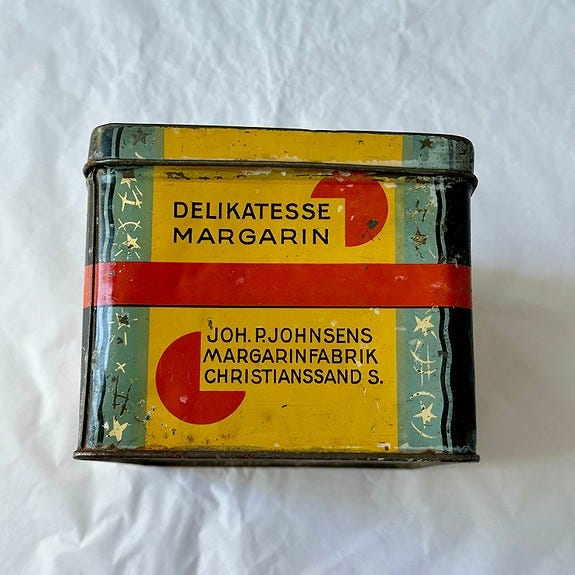 DELIKATESSE
MARGARIN
JOH. P. JOHNSENS
MARGARINFABRIK
CHRISTIANSSAND S.